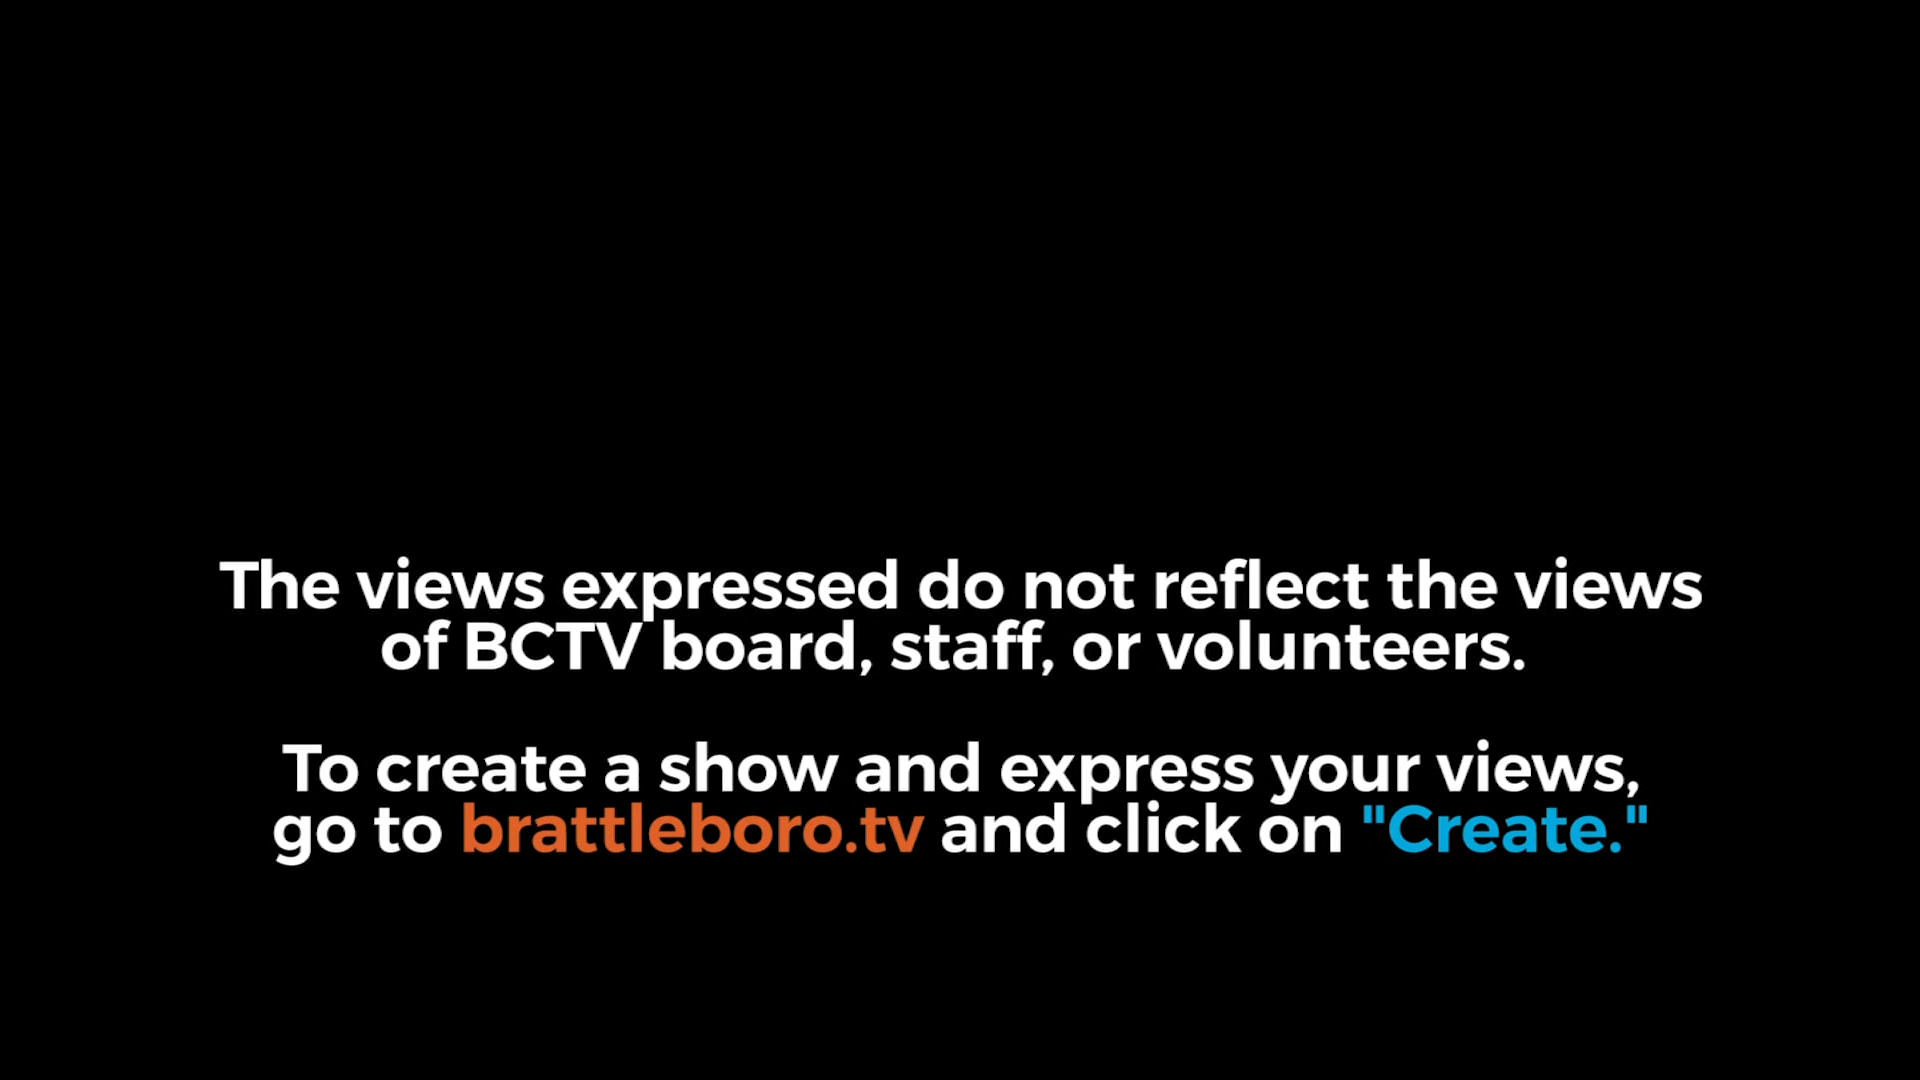 The views expressed do not reflect the views
of BCTV board, staff, or volunteers.
To create a show and express your views,
go to brattleboro.tv and click on "Create."